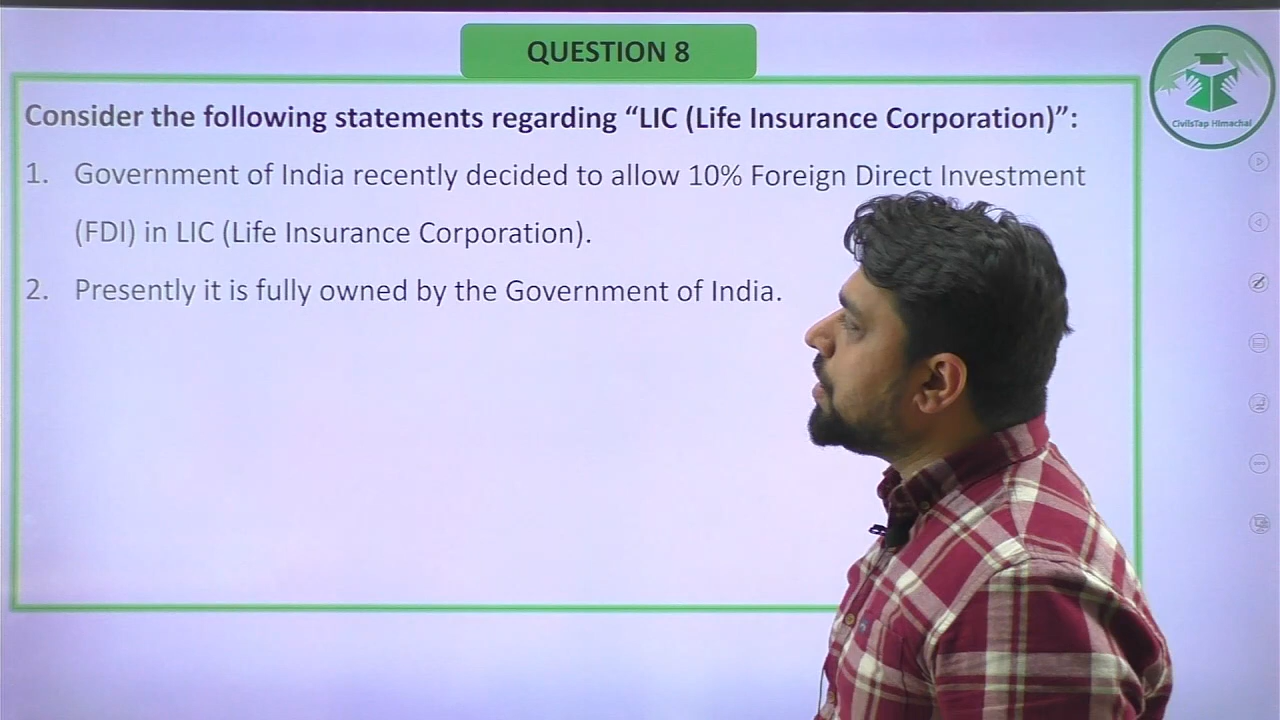 QUESTION 8
CivilsTap Himachal
Consider the following statements regarding “LIC (Life Insurance Corporation)”:
1. Government of India recently decided to allow 10% Foreign Direct Investment
(FDI) in LIC (Life Insurance Corporation).
2. Presently it is fully owned by the Government of India.